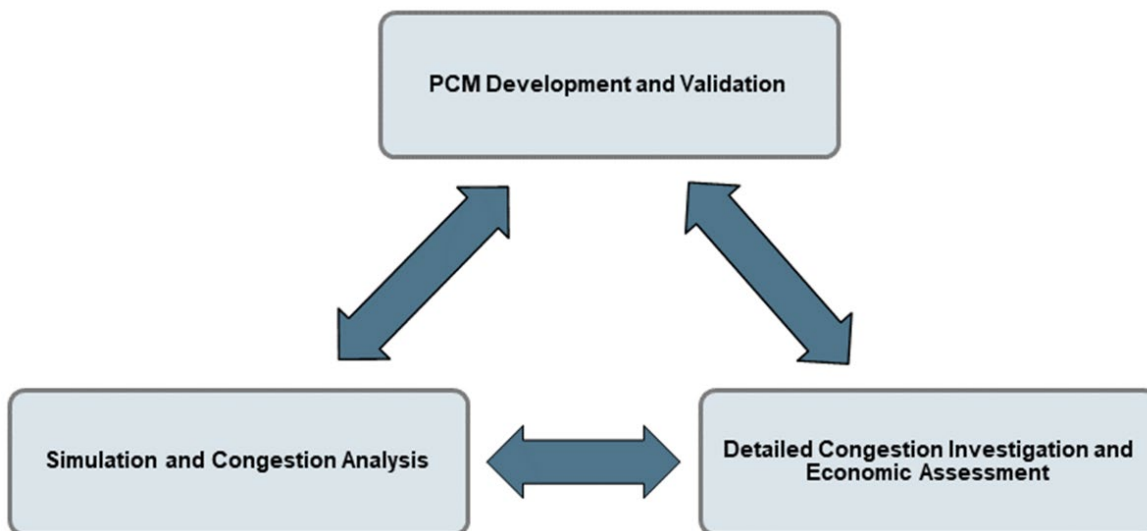 PCM Development and Validation
Simulation and Congestion Analysis
Detailed Congestion Investigation and
Economic Assessment